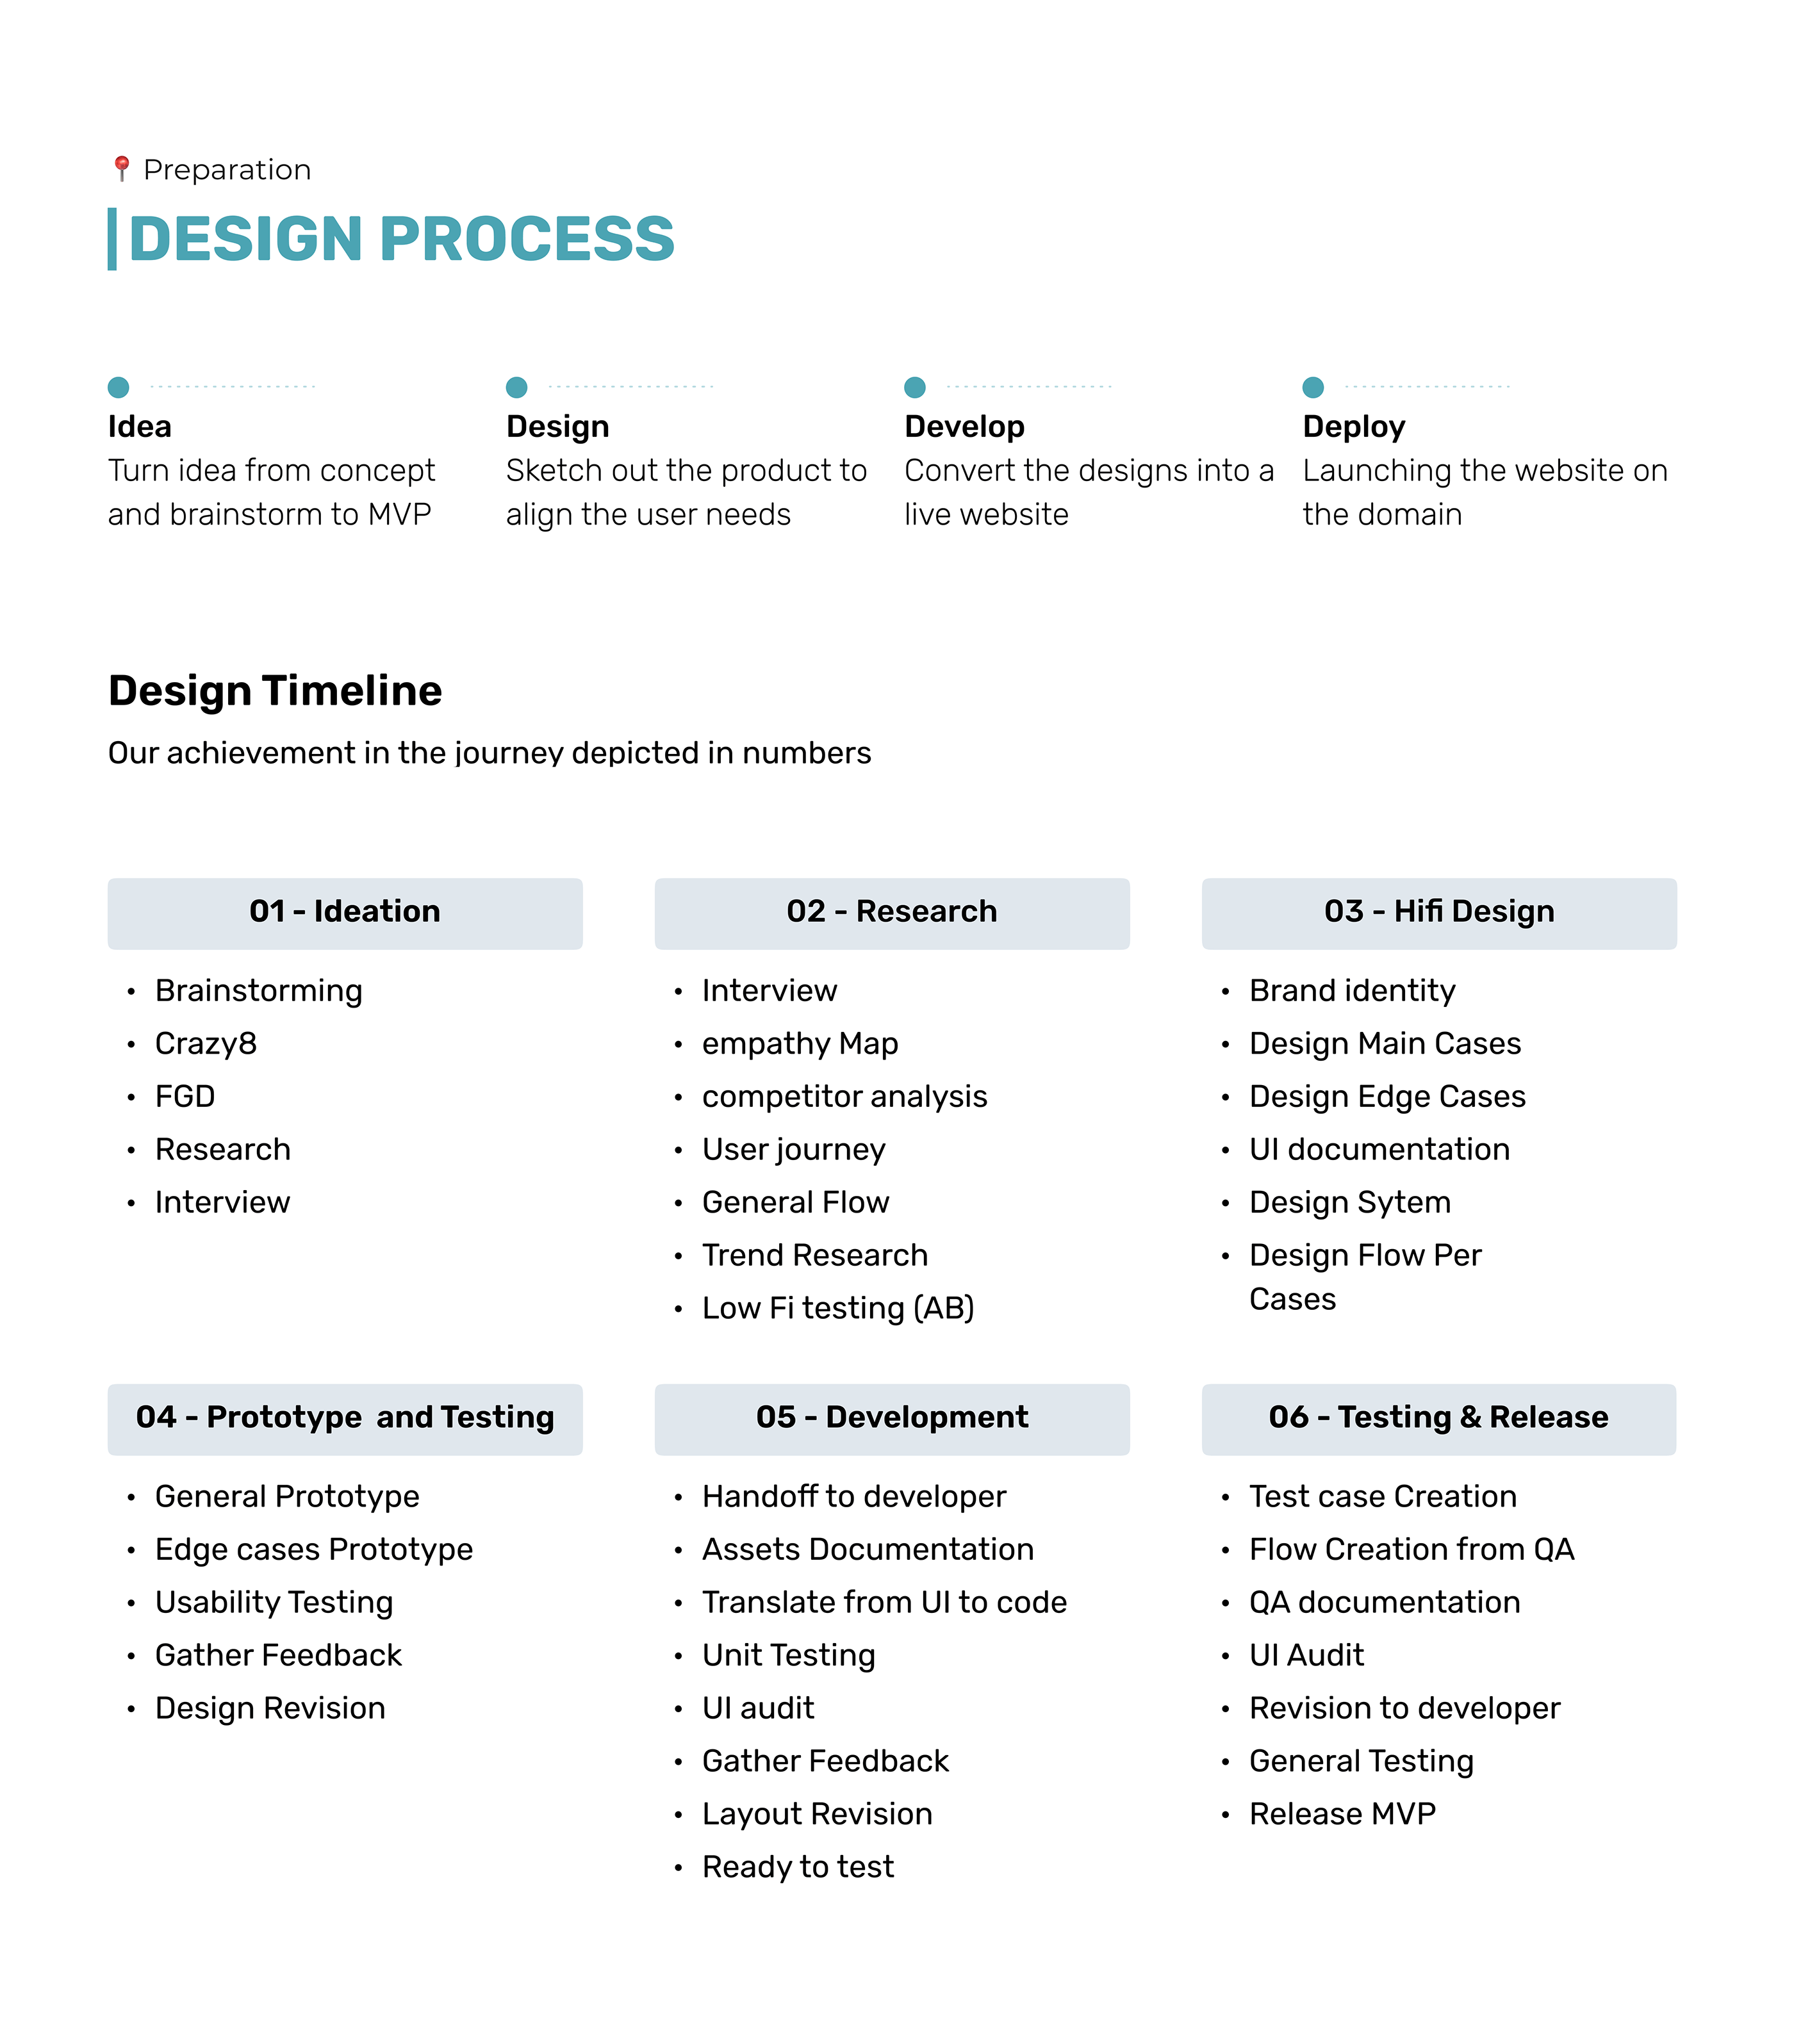 📍 Preparation
DESIGN PROCESS
Idea
Turn idea from concept
and brainstorm to MVP
Design
Sketch out the product to
align the user needs
Develop
Convert the designs into a
live website
Deploy
Launching the website on
the domain
Design Timeline
Our achievement in the journey depicted in numbers
01 - Ideation
• Brainstorming
• Crazy8
• FGD
• Research
• Interview
02 - Research
• Interview
• empathy Map
• competitor analysis
• User journey
• General Flow
• Trend Research
• Low Fi testing (AB)
03 - Hifi Design
• Brand identity
• Design Main Cases
• Design Edge Cases
• UI documentation
• Design Sytem
• Design Flow Per
Cases
04 - Prototype  and Testing
• General Prototype
• Edge cases Prototype
• Usability Testing
• Gather Feedback
• Design Revision
05 - Development
• Handoff to developer
• Assets Documentation
• Translate from UI to code
• Unit Testing
• UI audit
• Gather Feedback
• Layout Revision
• Ready to test
06 - Testing & Release
• Test case Creation
• Flow Creation from QA
• QA documentation
• UI Audit
• Revision to developer
• General Testing
• Release MVP